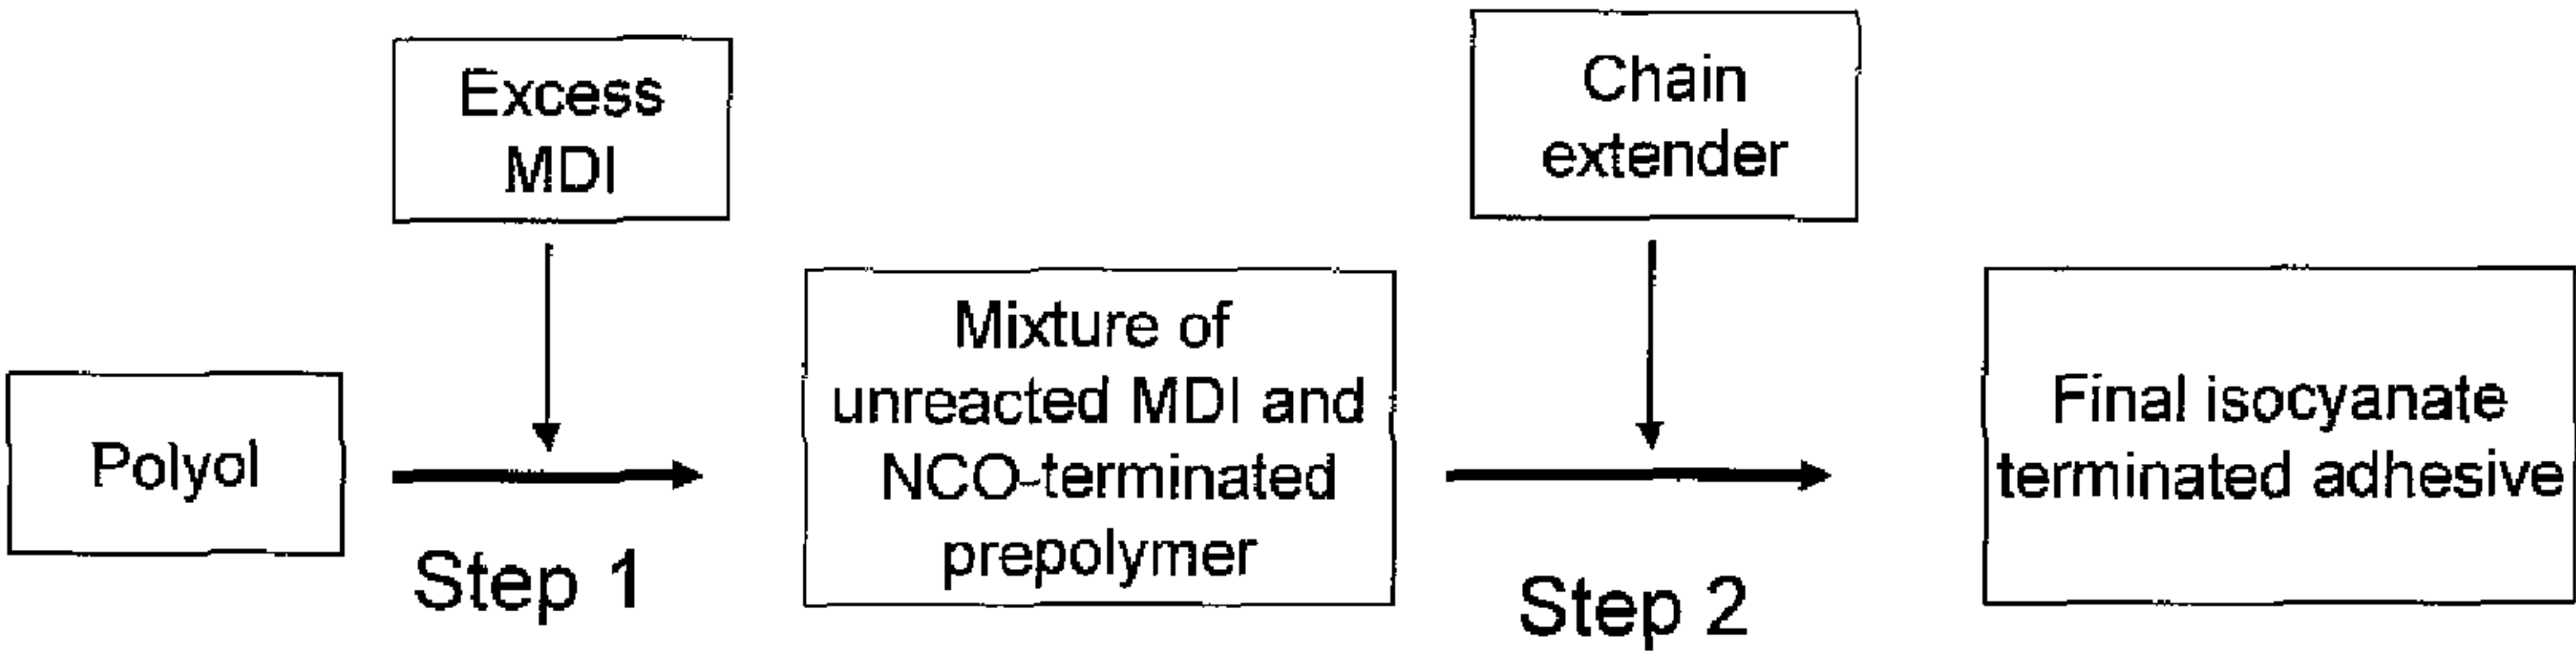 Excess
MDI
Chain
extender
Polyol
Step 1
Mixture of
unreacted MDI and
NCO-terminated
prepolymer
Step 2
Final isocyanate
terminated adhesive